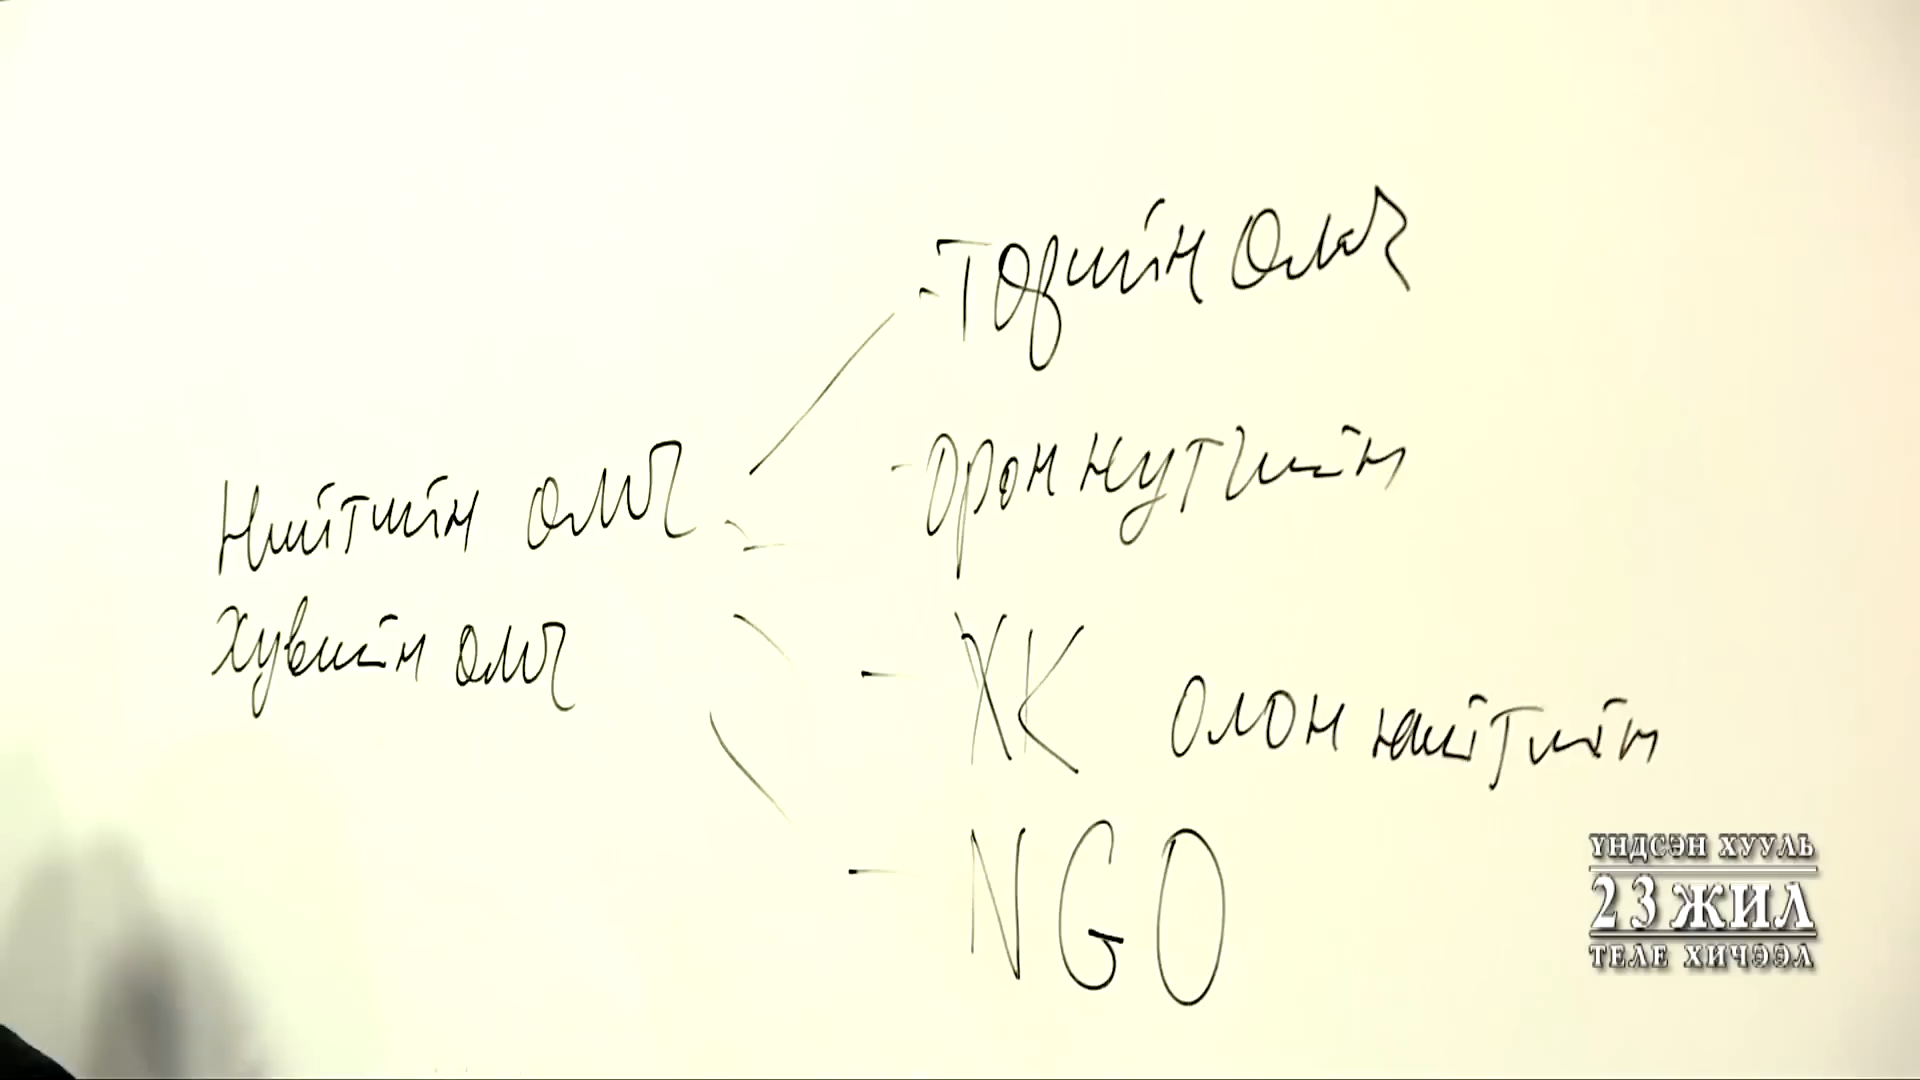 Нийтийн өмч
Хувийн өмч
- Төрийн өмч
- Орон нутгийн
- ХК олон нийтийн
- NGO
ҮНДСЭН ХУУЛЬ
23 ЖИЛ
ТЕЛЕ ХИЧЭЭЛ